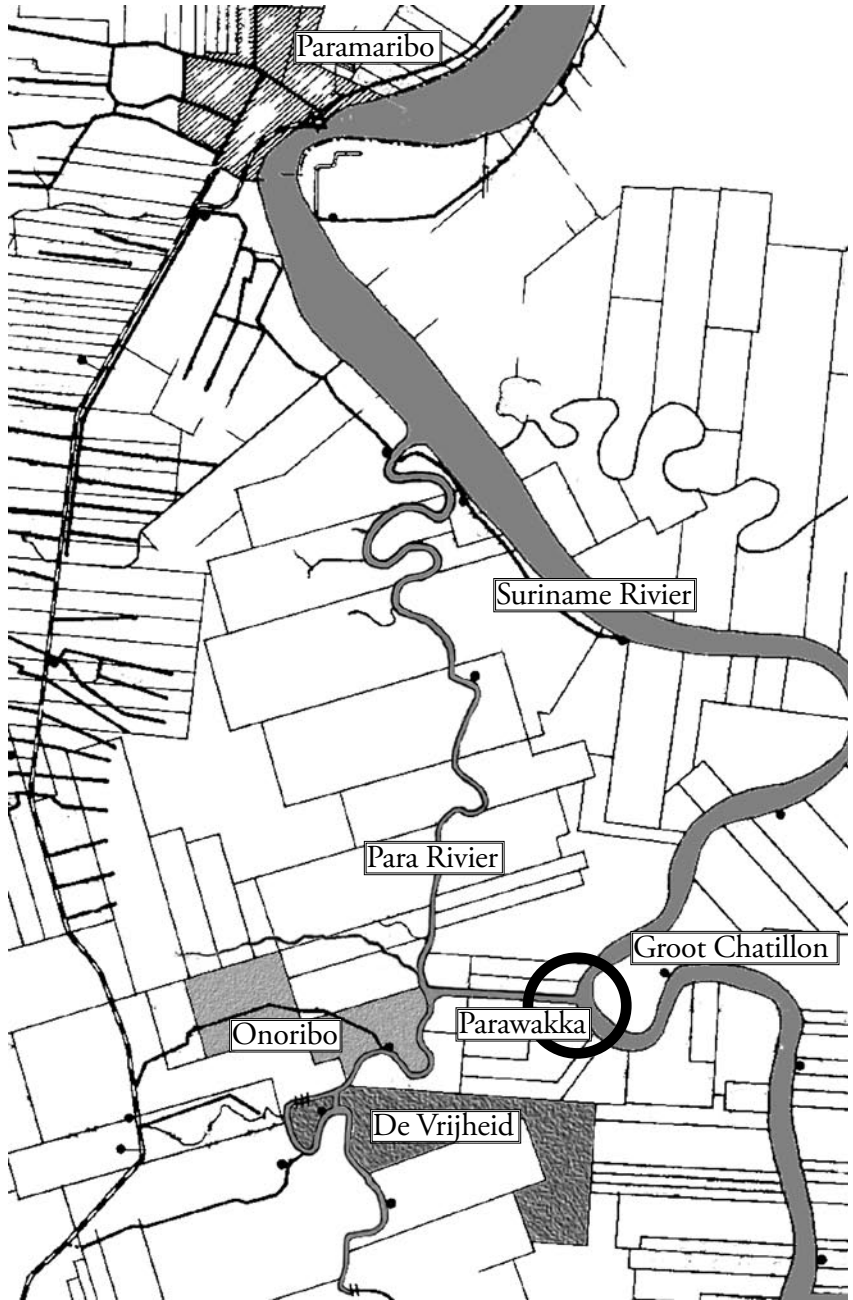 Paramaribo
Suriname Rivier
Para Rivier
Groot Chatillon
Parawakka
Onoribo
De Vrijheid